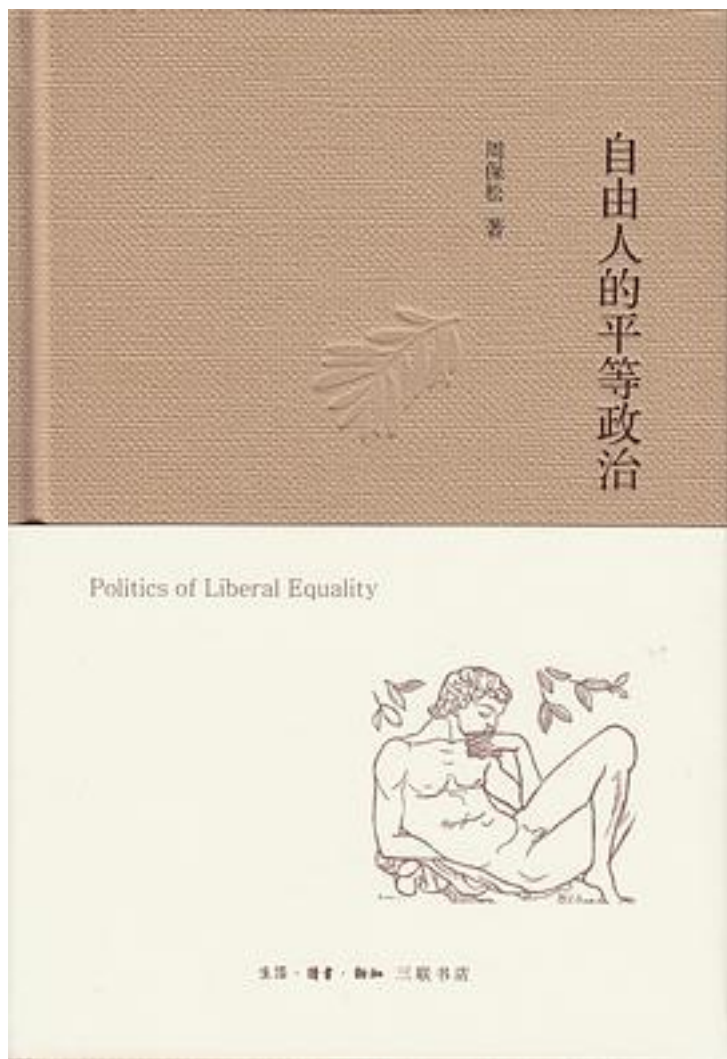 自由人的平等政治
周保松 著
Politics of Liberal Equality
生活·讀書·新知 三联书店